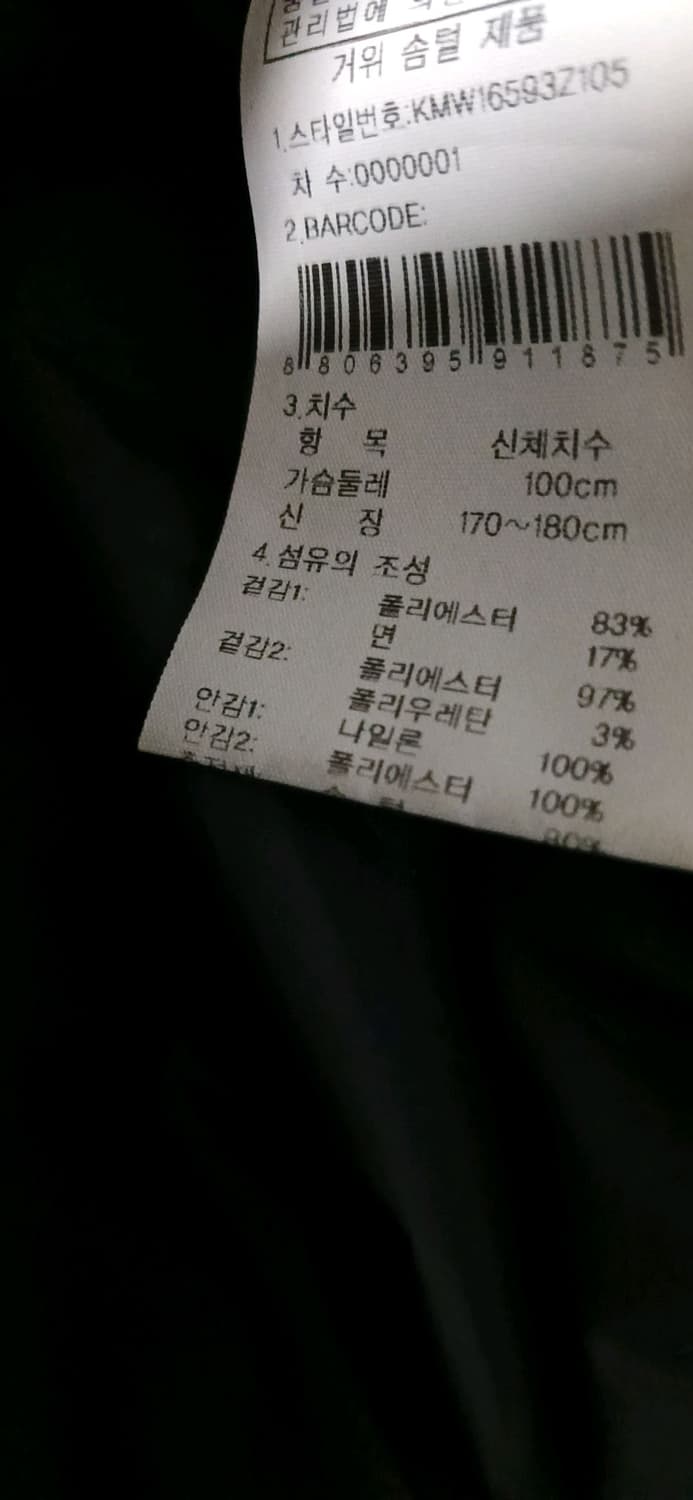 관리법에
거위 솜털 제품
1.스타일번호:KMW16593Z105
차 수:0000001
2.BARCODE:
8 806395 911875
3.치수
항 목 신체치수
가슴둘레 100cm
신 장 170~180cm
4.섬유의 조성
겉감1: 폴리에스터 83%
면 17%
겉감2: 폴리에스터 97%
폴리우레탄 3%
안감1: 나일론 100%
안감2: 폴리에스터 100%
80%